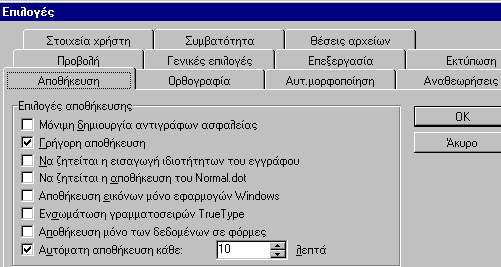 Επιλογές
Στοιχεία χρήστη Συμβατότητα θέσεις αρχείων
Προβολή Γενικές επιλογές Επεξεργασία Εκτύπωση
Αποθήκευση Ορθογραφία Αυτ.μορφοποίηση Αναθεωρήσεις
Επιλογές αποθήκευσης
Μόνιμη δημιουργία αντιγράφων ασφαλείας
Γρήγορη αποθήκευση
Να ζητείται η εισαγωγή ιδιοτήτων του εγγράφου
Να ζητείται η αποθήκευση του Normal.dot
Αποθήκευση εικόνων μόνο εφαρμογών Windows
Ενσωμάτωση γραμματοσειρών TrueType
Αποθήκευση μόνο των δεδομένων σε φόρμες
Αυτόματη αποθήκευση κάθε: 10 λεπτά
OK
Άκυρο